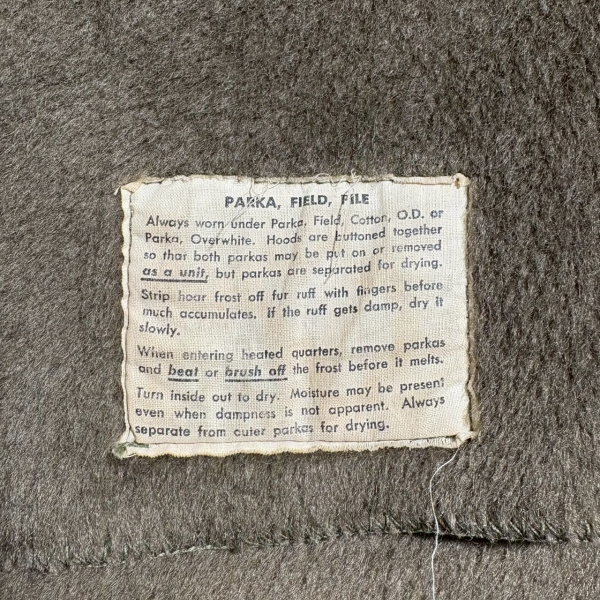 PARKA, FIELD, PILE
Always worn under Parka, Field, Cotton, O.D. or
Parka, Overwhite. Hoods are buttoned together
so that both parkas may be put on or removed
as a unit, but parkas are separated for drying.
Strip hoar frost off fur ruff with fingers before
much accumulates. If the ruff gets damp, dry it
slowly.
When entering heated quarters, remove parkas
and beat or brush off the frost before it melts.
Turn inside out to dry. Moisture may be present
even when dampness is not apparent. Always
separate from outer parkas for drying.